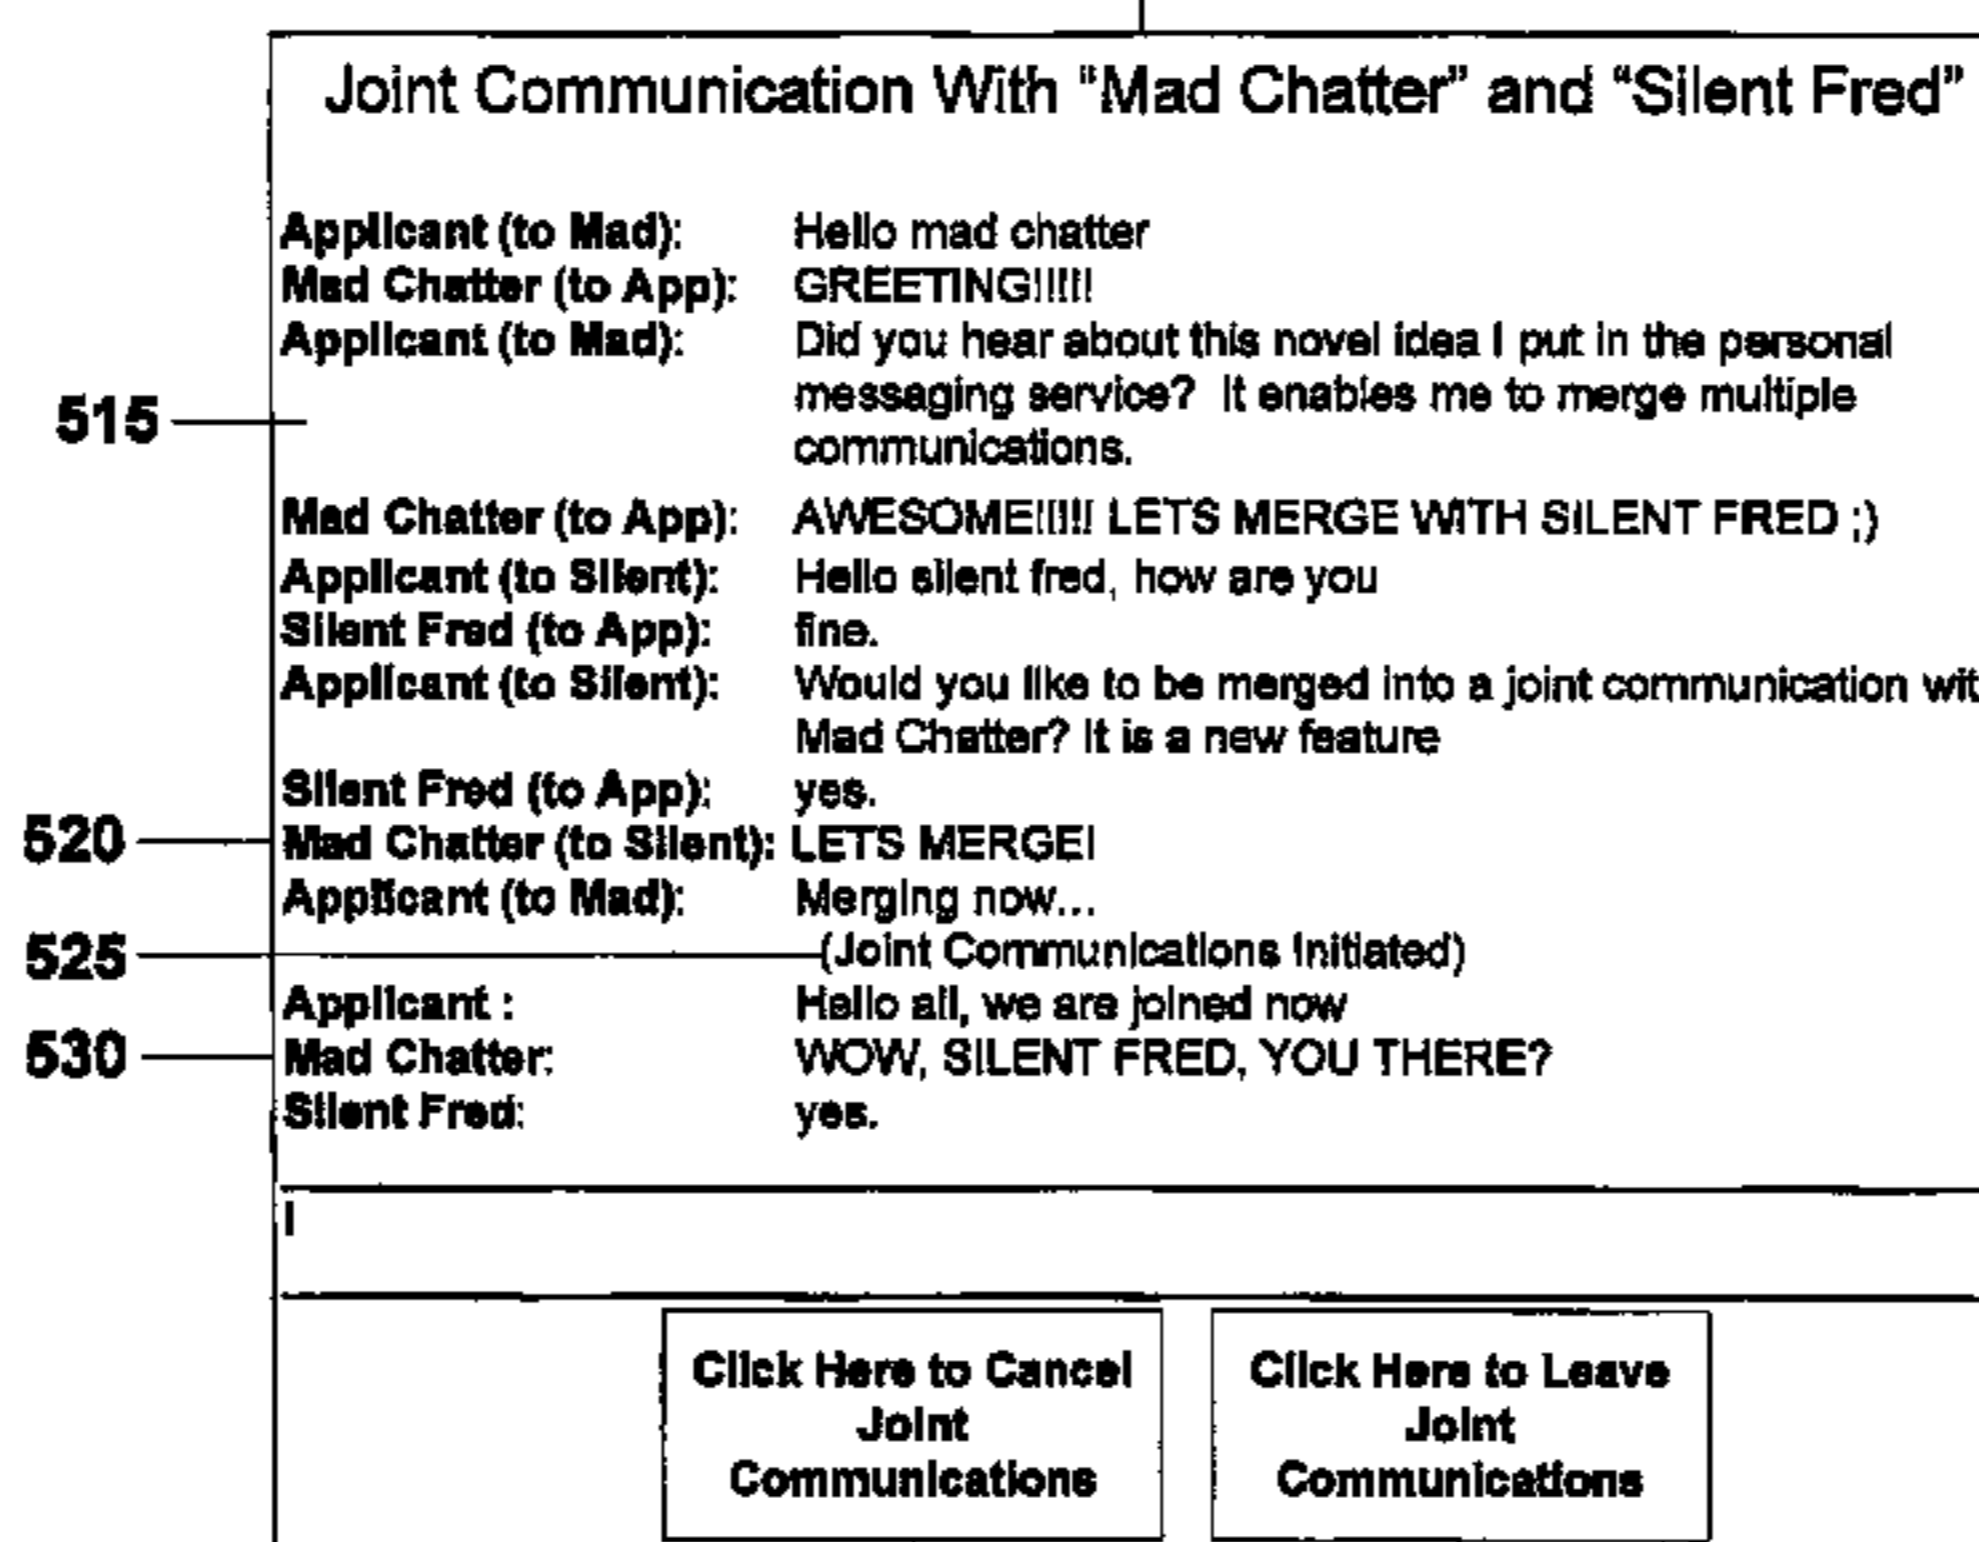 Joint Communication With "Mad Chatter" and "Silent Fred"
Applicant (to Mad): Hello mad chatter
Mad Chatter (to App): GREETING!!!!!
Applicant (to Mad): Did you hear about this novel idea I put in the personal
messaging service? It enables me to merge multiple
515
communications.
Mad Chatter (to App): AWESOME!!!!! LETS MERGE WITH SILENT FRED ;)
Applicant (to Silent): Hello silent fred, how are you
Silent Fred (to App): fine.
Applicant (to Silent): Would you like to be merged into a joint communication wit
Mad Chatter? It is a new feature
Silent Fred (to App): yes.
520 Mad Chatter (to Silent): LETS MERGE!
Applicant (to Mad): Merging now...
525 (Joint Communications Initiated)
Applicant : Hello all, we are joined now
530 Mad Chatter: WOW, SILENT FRED, YOU THERE?
Silent Fred: yes.
Click Here to Cancel
Joint
Communications
Click Here to Leave
Joint
Communications